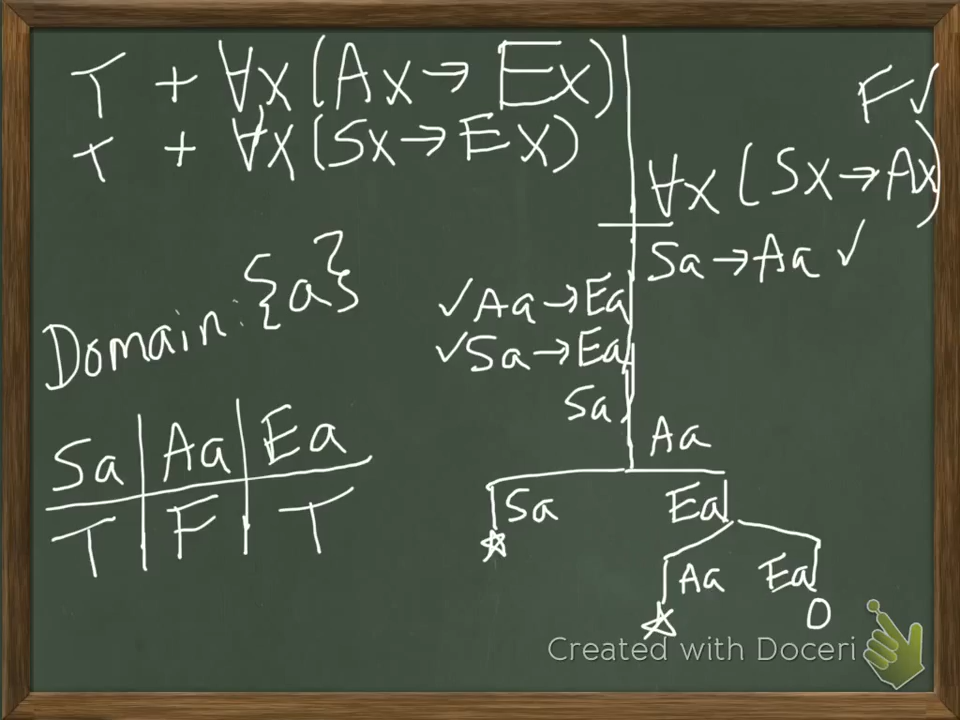 T + ∀x(Ax→Ex)
T + ∀x(Sx→Ex)
F✓
∀x(Sx→Ax)
Sa→Aa ✓
✓Aa→Ea
✓Sa→Ea
Sa
Aa
Domain: {a}
Sa | Aa | Ea
T | F | T
Sa Ea
☆
Aa Ea
☆ O
Created with Doceri